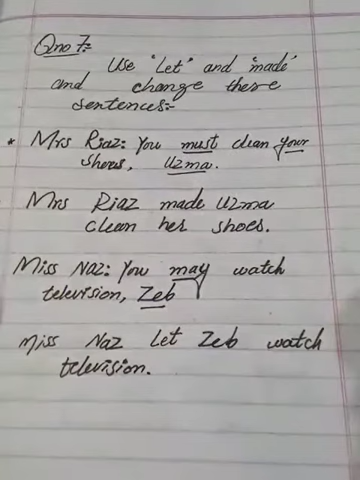 Qno 7:
Use 'Let' and 'made'
and change these
sentences:-
* Mrs Riaz: You must clean your
shoes, Uzma.
Mrs Riaz made Uzma
clean her shoes.
Miss Naz: You may watch
television, Zeb
Miss Naz Let Zeb watch
television.